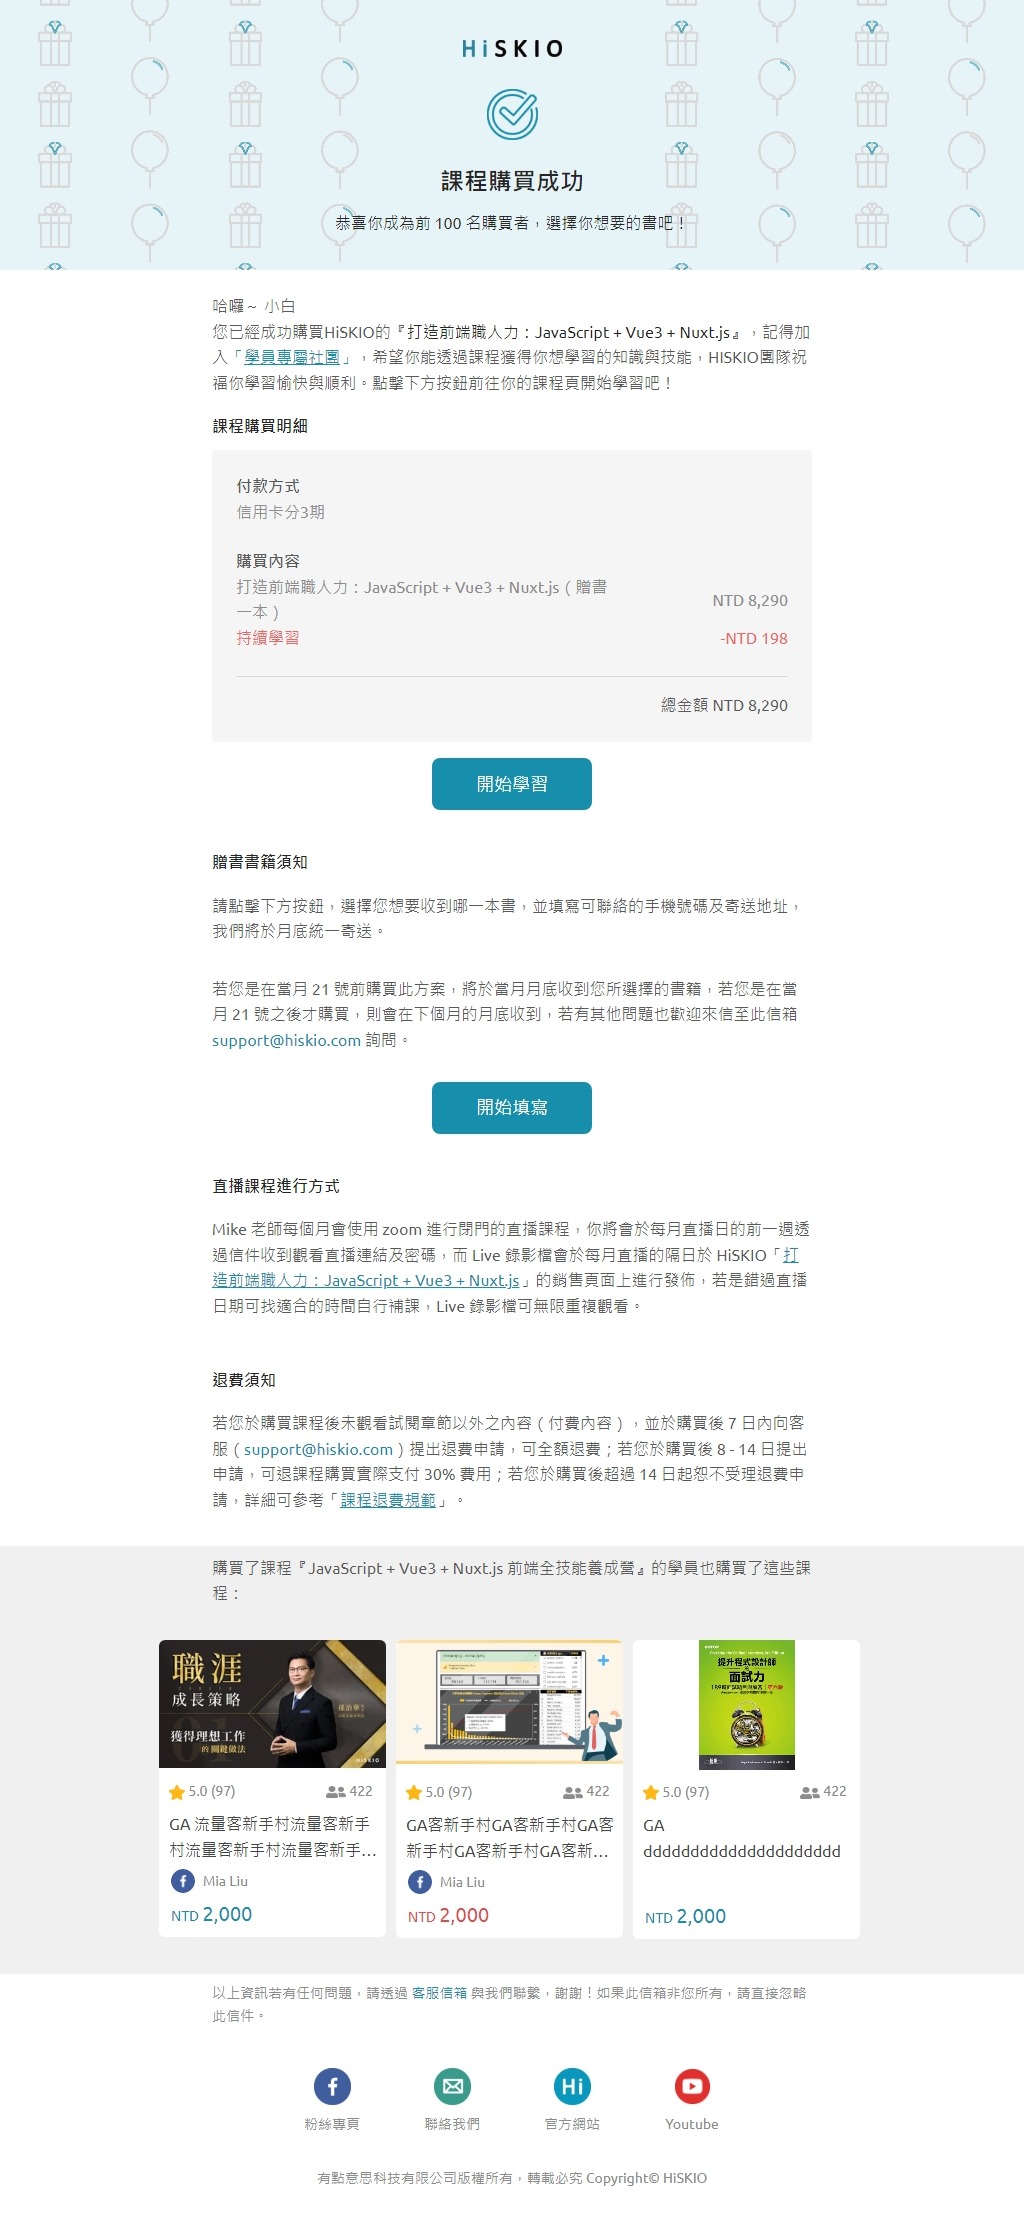 HiSKIO
課程購買成功
恭喜你成為前 100 名購買者，選擇你想要的書吧！
哈囉～ 小白
您已經成功購買HiSKIO的『打造前端職人力：JavaScript + Vue3 + Nuxt.js』，記得加
入「學員專屬社團」，希望你能透過課程獲得你想學習的知識與技能，HISKIO團隊祝
福你學習愉快與順利。點擊下方按鈕前往你的課程頁開始學習吧！
課程購買明細
付款方式
信用卡分3期
購買內容
打造前端職人力：JavaScript + Vue3 + Nuxt.js（贈書
一本）
NTD 8,290
持續學習 -NTD 198
總金額 NTD 8,290
開始學習
贈書書籍須知
請點擊下方按鈕，選擇您想要收到哪一本書，並填寫可聯絡的手機號碼及寄送地址，
我們將於月底統一寄送。
若您是在當月 21 號前購買此方案，將於當月月底收到您所選擇的書籍，若您是在當
月 21 號之後才購買，則會在下個月的月底收到，若有其他問題也歡迎來信至此信箱
support@hiskio.com 詢問。
開始填寫
直播課程進行方式
Mike 老師每個月會使用 zoom 進行閉門的直播課程，你將會於每月直播日的前一週透
過信件收到觀看直播連結及密碼，而 Live 錄影檔會於每月直播的隔日於 HiSKIO「打
造前端職人力：JavaScript + Vue3 + Nuxt.js」的銷售頁面上進行發佈，若是錯過直播
日期可找適合的時間自行補課，Live 錄影檔可無限重複觀看。
退費須知
若您於購買課程後未觀看試閱章節以外之內容（付費內容），並於購買後 7 日內向客
服（support@hiskio.com）提出退費申請，可全額退費；若您於購買後 8 - 14 日提出
申請，可退課程購買實際支付 30% 費用；若您於購買後超過 14 日起恕不受理退費申
請，詳細可參考「課程退費規範」。
購買了課程『JavaScript + Vue3 + Nuxt.js 前端全技能養成營』的學員也購買了這些課
程：
職涯
成長策略
獲得理想工作
的關鍵做法
HiSKIO
5.0 (97) 422
GA 流量客新手村流量客新手
村流量客新手村流量客新手...
Mia Liu
NTD 2,000
5.0 (97) 422
GA客新手村GA客新手村GA客
新手村GA客新手村GA客新...
Mia Liu
NTD 2,000
提升程式設計師
面試力
5.0 (97) 422
GA
ddddddddddddddddddddd
NTD 2,000
以上資訊若有任何問題，請透過 客服信箱 與我們聯繫，謝謝！如果此信箱非您所有，請直接忽略
此信件。
粉絲專頁 聯絡我們 官方網站 Youtube
有點意思科技有限公司版權所有，轉載必究 Copyright© HiSKIO